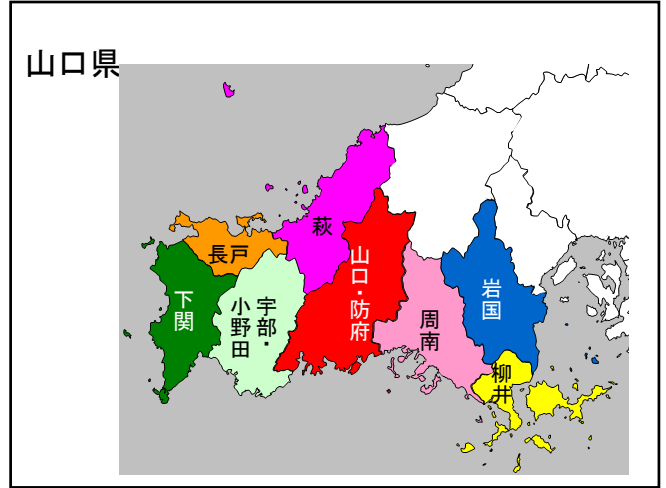 山口県
萩
長戸
下関
宇部・
小野田
山口・防府
周南
岩国
柳井